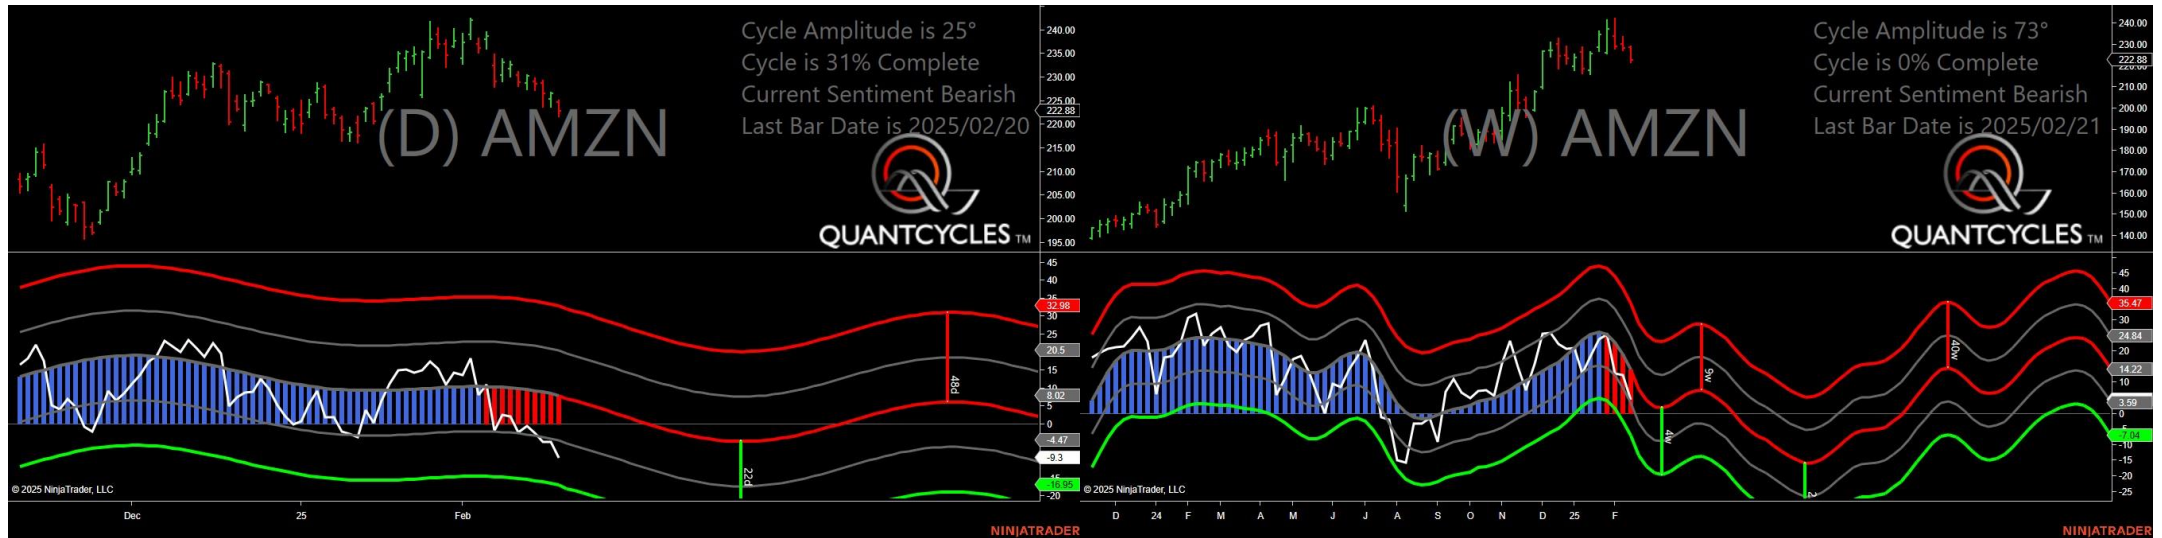 Cycle Amplitude is 25°
Cycle is 31% Complete
Current Sentiment Bearish
Last Bar Date is 2025/02/20
(D) AMZN
QUANTCYCLES TM
240.00
235.00
230.00
225.00
222.88
220.00
215.00
210.00
205.00
200.00
195.00
45
40
32.98
30
25
20.5
15
10
8.02
5
0
-4.47
-9.3
-16.95
-20
48d
22d
© 2025 NinjaTrader, LLC
Dec
25
Feb
NINJATRADER
Cycle Amplitude is 73°
Cycle is 0% Complete
Current Sentiment Bearish
Last Bar Date is 2025/02/21
(W) AMZN
QUANTCYCLES TM
240.00
230.00
222.88
210.00
200.00
190.00
180.00
170.00
160.00
150.00
140.00
45
40
35.47
30
24.84
20
14.22
10
3.59
0
-7.04
-10
-15
-20
-25
4w
9w
2
40w
© 2025 NinjaTrader, LLC
D 24 F M A M J J A S O N D 25 F
NINJATRADER